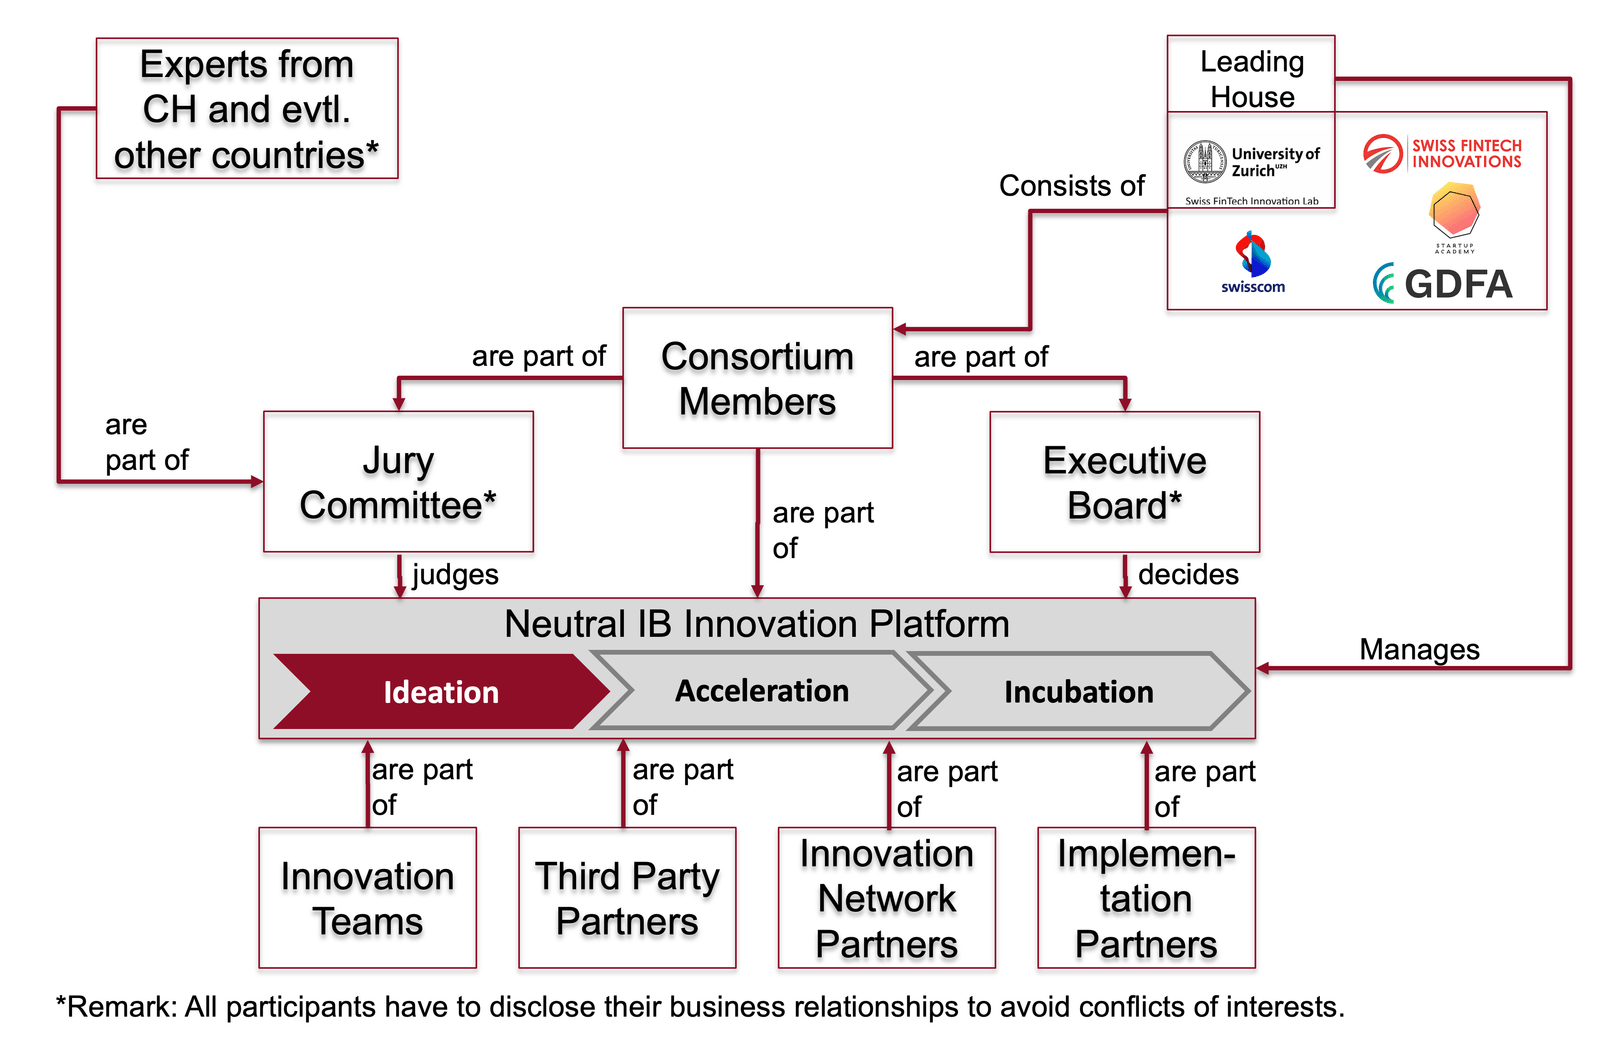 Experts from
CH and evtl.
other countries*
Leading
House
University of
Zurich UZH
Swiss FinTech Innovation Lab
SWISS FINTECH
INNOVATIONS
STARTUP
ACADEMY
swisscom
GDFA
Consists of
Consortium
Members
are part of
are part of
are
part of
Jury
Committee*
Executive
Board*
are part
of
judges
decides
Neutral IB Innovation Platform
Manages
Ideation
Acceleration
Incubation
are part
of
are part
of
are part
of
are part
of
Innovation
Teams
Third Party
Partners
Innovation
Network
Partners
Implemen-
tation
Partners
*Remark: All participants have to disclose their business relationships to avoid conflicts of interests.